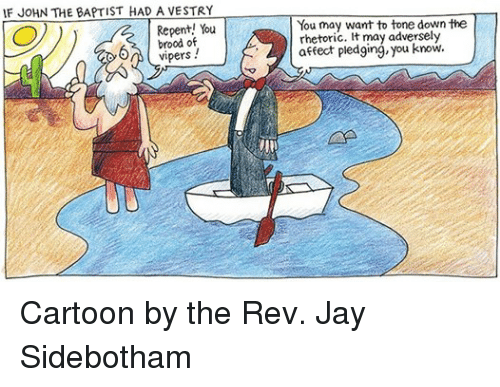 IF JOHN THE BAPTIST HAD A VESTRY
Repent! You
brood of
vipers!
You may want to tone down the
rhetoric. It may adversely
affect pledging, you know.
Cartoon by the Rev. Jay
Sidebotham